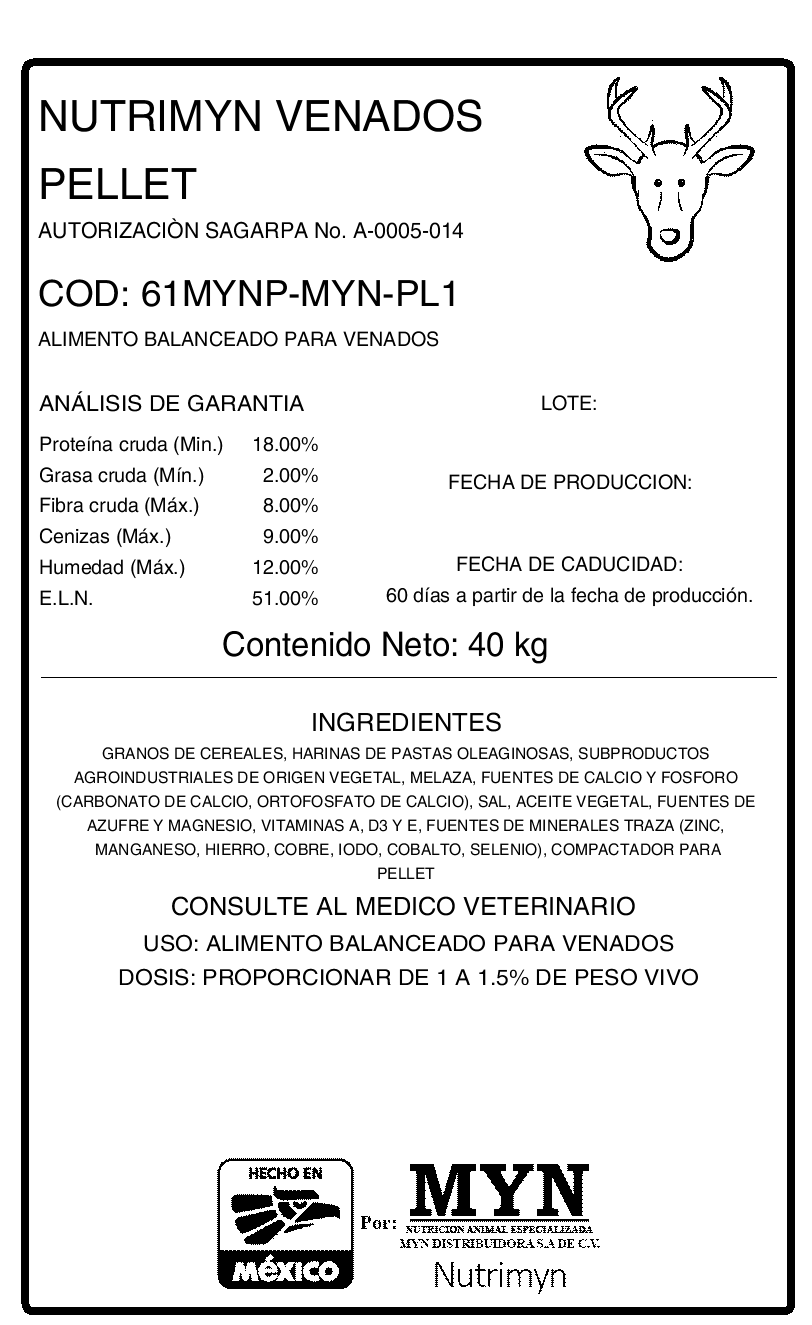 NUTRIMYN VENADOS
PELLET
AUTORIZACIÒN SAGARPA No. A-0005-014
COD: 61MYNP-MYN-PL1
ALIMENTO BALANCEADO PARA VENADOS
ANÁLISIS DE GARANTIA
Proteína cruda (Min.) 18.00%
Grasa cruda (Mín.) 2.00%
Fibra cruda (Máx.) 8.00%
Cenizas (Máx.) 9.00%
Humedad (Máx.) 12.00%
E.L.N. 51.00%
LOTE:
FECHA DE PRODUCCION:
FECHA DE CADUCIDAD:
60 días a partir de la fecha de producción.
Contenido Neto: 40 kg
INGREDIENTES
GRANOS DE CEREALES, HARINAS DE PASTAS OLEAGINOSAS, SUBPRODUCTOS
AGROINDUSTRIALES DE ORIGEN VEGETAL, MELAZA, FUENTES DE CALCIO Y FOSFORO
(CARBONATO DE CALCIO, ORTOFOSFATO DE CALCIO), SAL, ACEITE VEGETAL, FUENTES DE
AZUFRE Y MAGNESIO, VITAMINAS A, D3 Y E, FUENTES DE MINERALES TRAZA (ZINC,
MANGANESO, HIERRO, COBRE, IODO, COBALTO, SELENIO), COMPACTADOR PARA
PELLET
CONSULTE AL MEDICO VETERINARIO
USO: ALIMENTO BALANCEADO PARA VENADOS
DOSIS: PROPORCIONAR DE 1 A 1.5% DE PESO VIVO
HECHO EN
MéXICO
Por:
MYN
NUTRICION ANIMAL ESPECIALIZADA
MYN DISTRIBUIDORA S.A DE C.V.
Nutrimyn